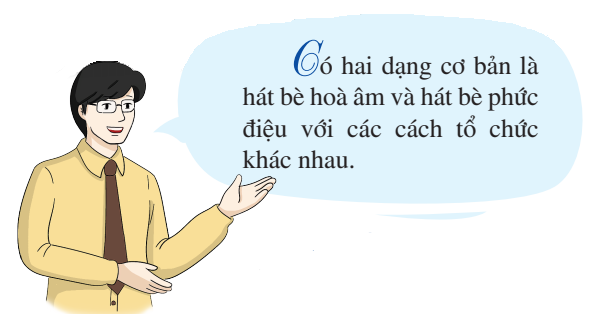 Có hai dạng cơ bản là
hát bè hoà âm và hát bè phức
điệu với các cách tổ chức
khác nhau.